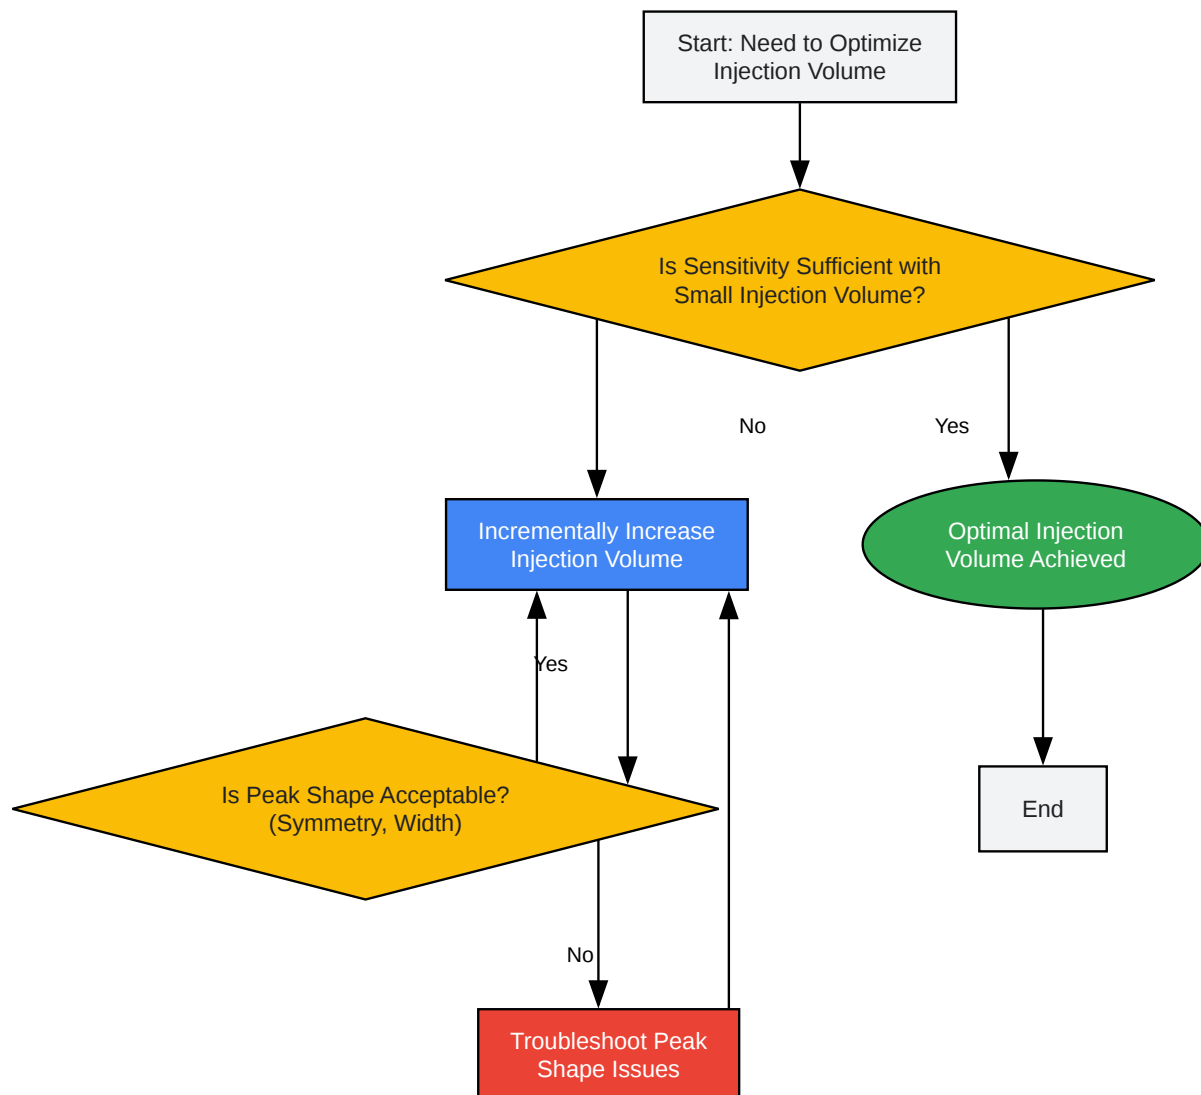 Start: Need to Optimize
Injection Volume
Is Sensitivity Sufficient with
Small Injection Volume?
No
Yes
Incrementally Increase
Injection Volume
Optimal Injection
Volume Achieved
Yes
Is Peak Shape Acceptable?
(Symmetry, Width)
End
No
Troubleshoot Peak
Shape Issues